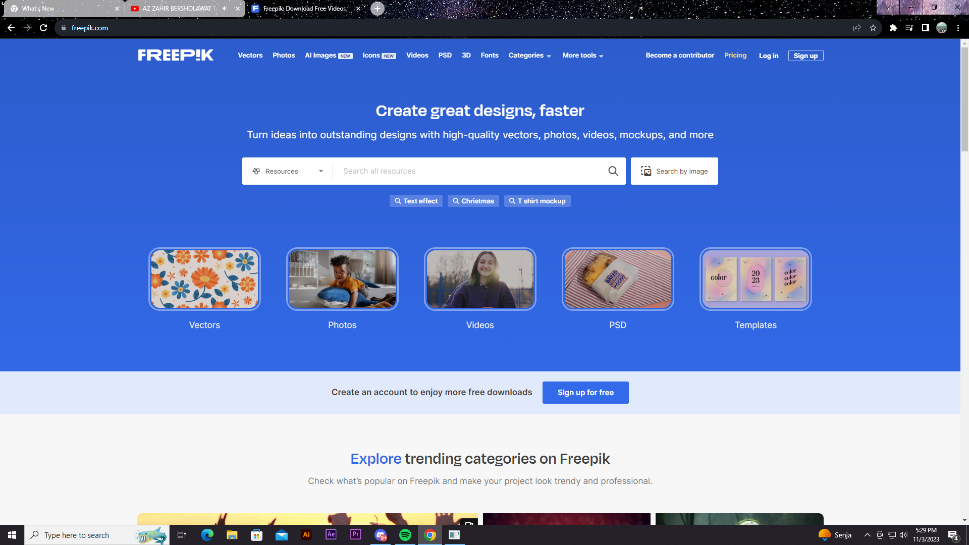 What's New
AZ ZAHIR BERSHOLAWAT 1
Freepik: Download Free Videos,
freepik.com
FREEP!K
Vectors
Photos
AI Images NEW
Icons NEW
Videos
PSD
3D
Fonts
Categories
More tools
Become a contributor
Pricing
Log in
Sign up
Create great designs, faster
Turn ideas into outstanding designs with high-quality vectors, photos, videos, mockups, and more
Resources
Search all resources
Search by image
Text effect
Christmas
T shirt mockup
color
20
23
color
color
color
Vectors
Photos
Videos
PSD
Templates
Create an account to enjoy more free downloads
Sign up for free
Explore trending categories on Freepik
Check what's popular on Freepik and make your project look trendy and professional.
Type here to search
Ai
Ae
Pr
Senja
5:29 PM
11/3/2023
4